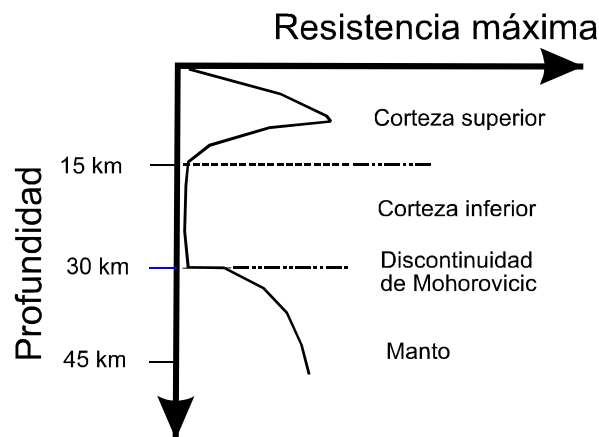 Resistencia máxima
Corteza superior
15 km
Corteza inferior
Profundidad
30 km
Discontinuidad
de Mohorovicic
Manto
45 km